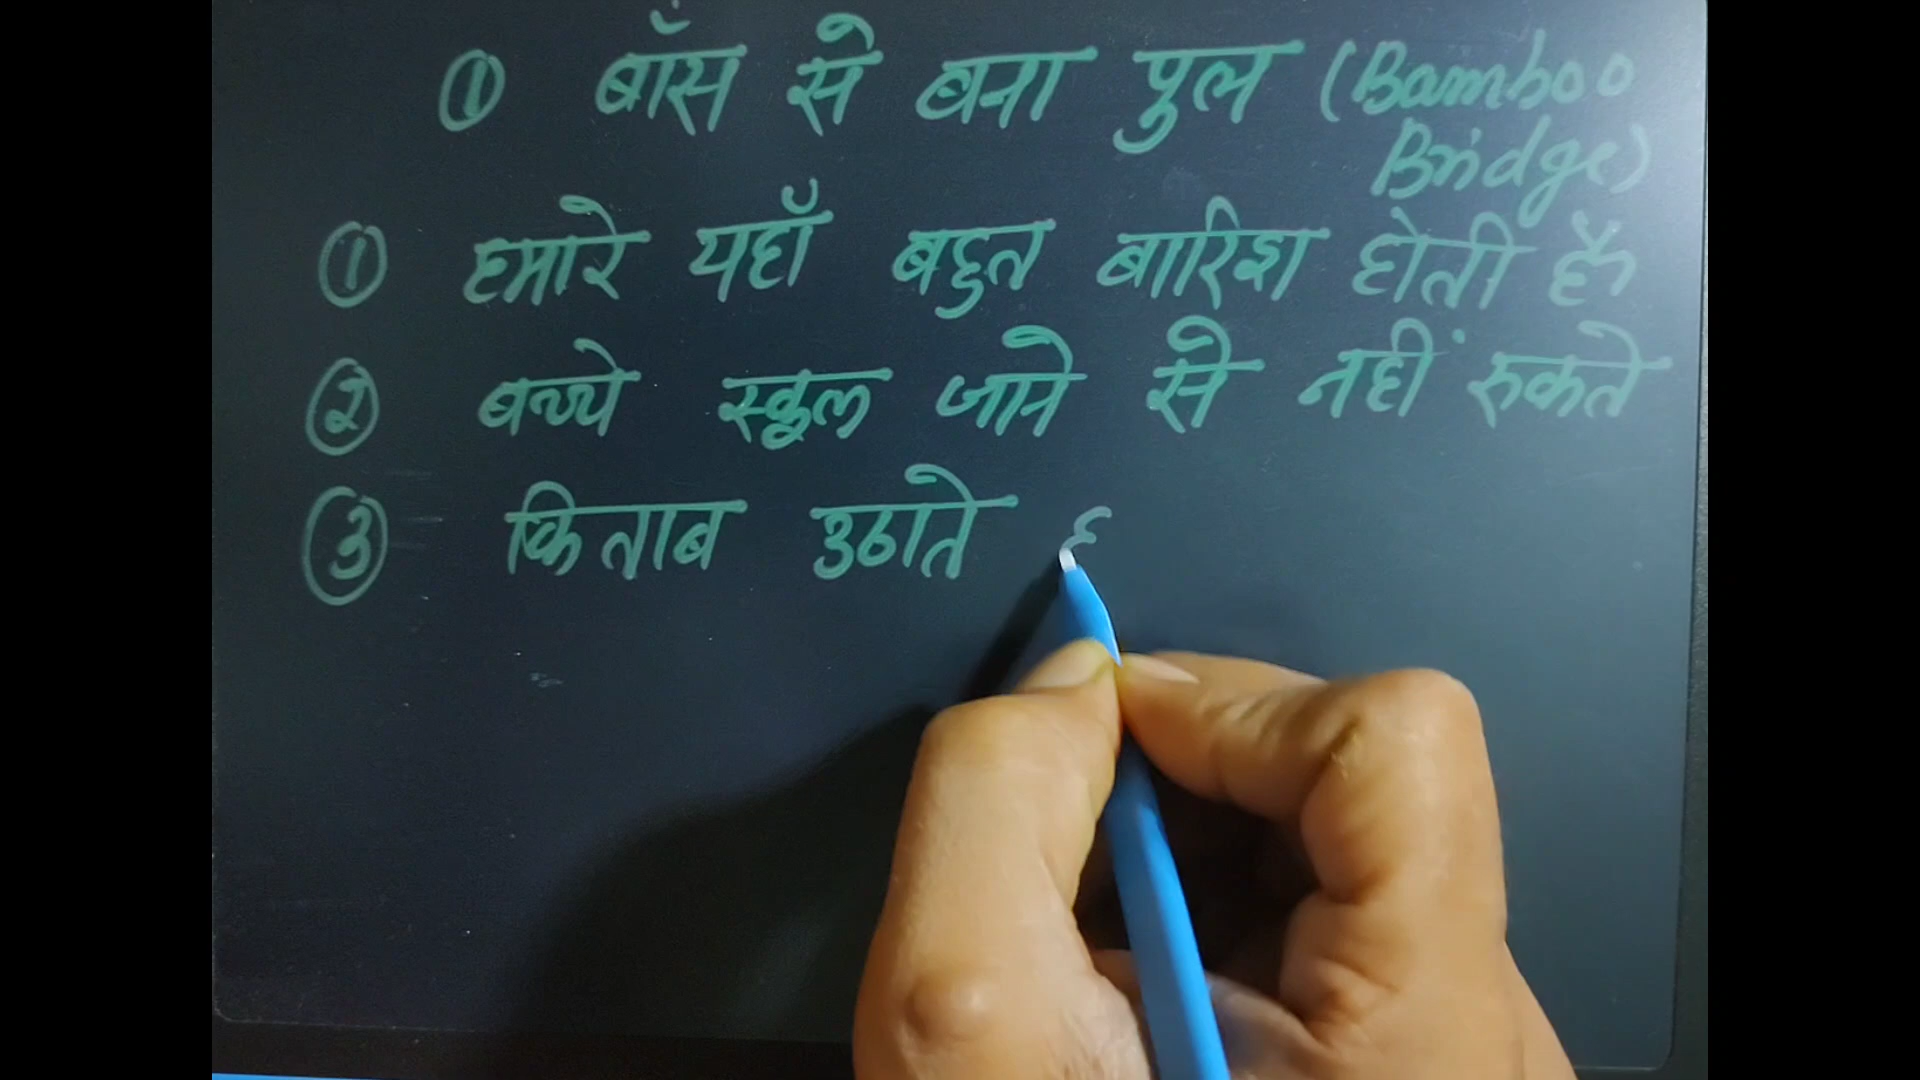 ① बाँस से बना पुल (Bamboo
Bridge)
① हमारे यहाँ बहुत बारिश होती है
② बच्चे स्कूल जाने से नहीं रुकते
③ किताब उठाते